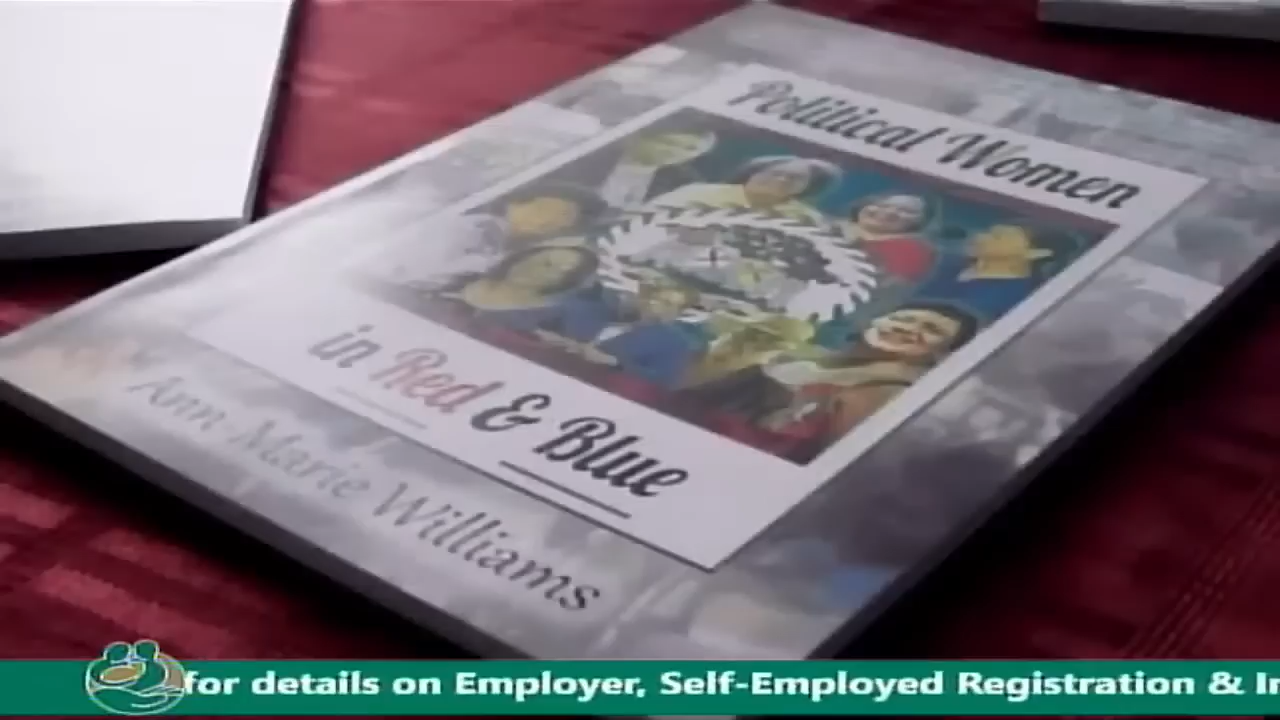 Political Women
in Red & Blue
Ann-Marie Williams
for details on Employer, Self-Employed Registration & In